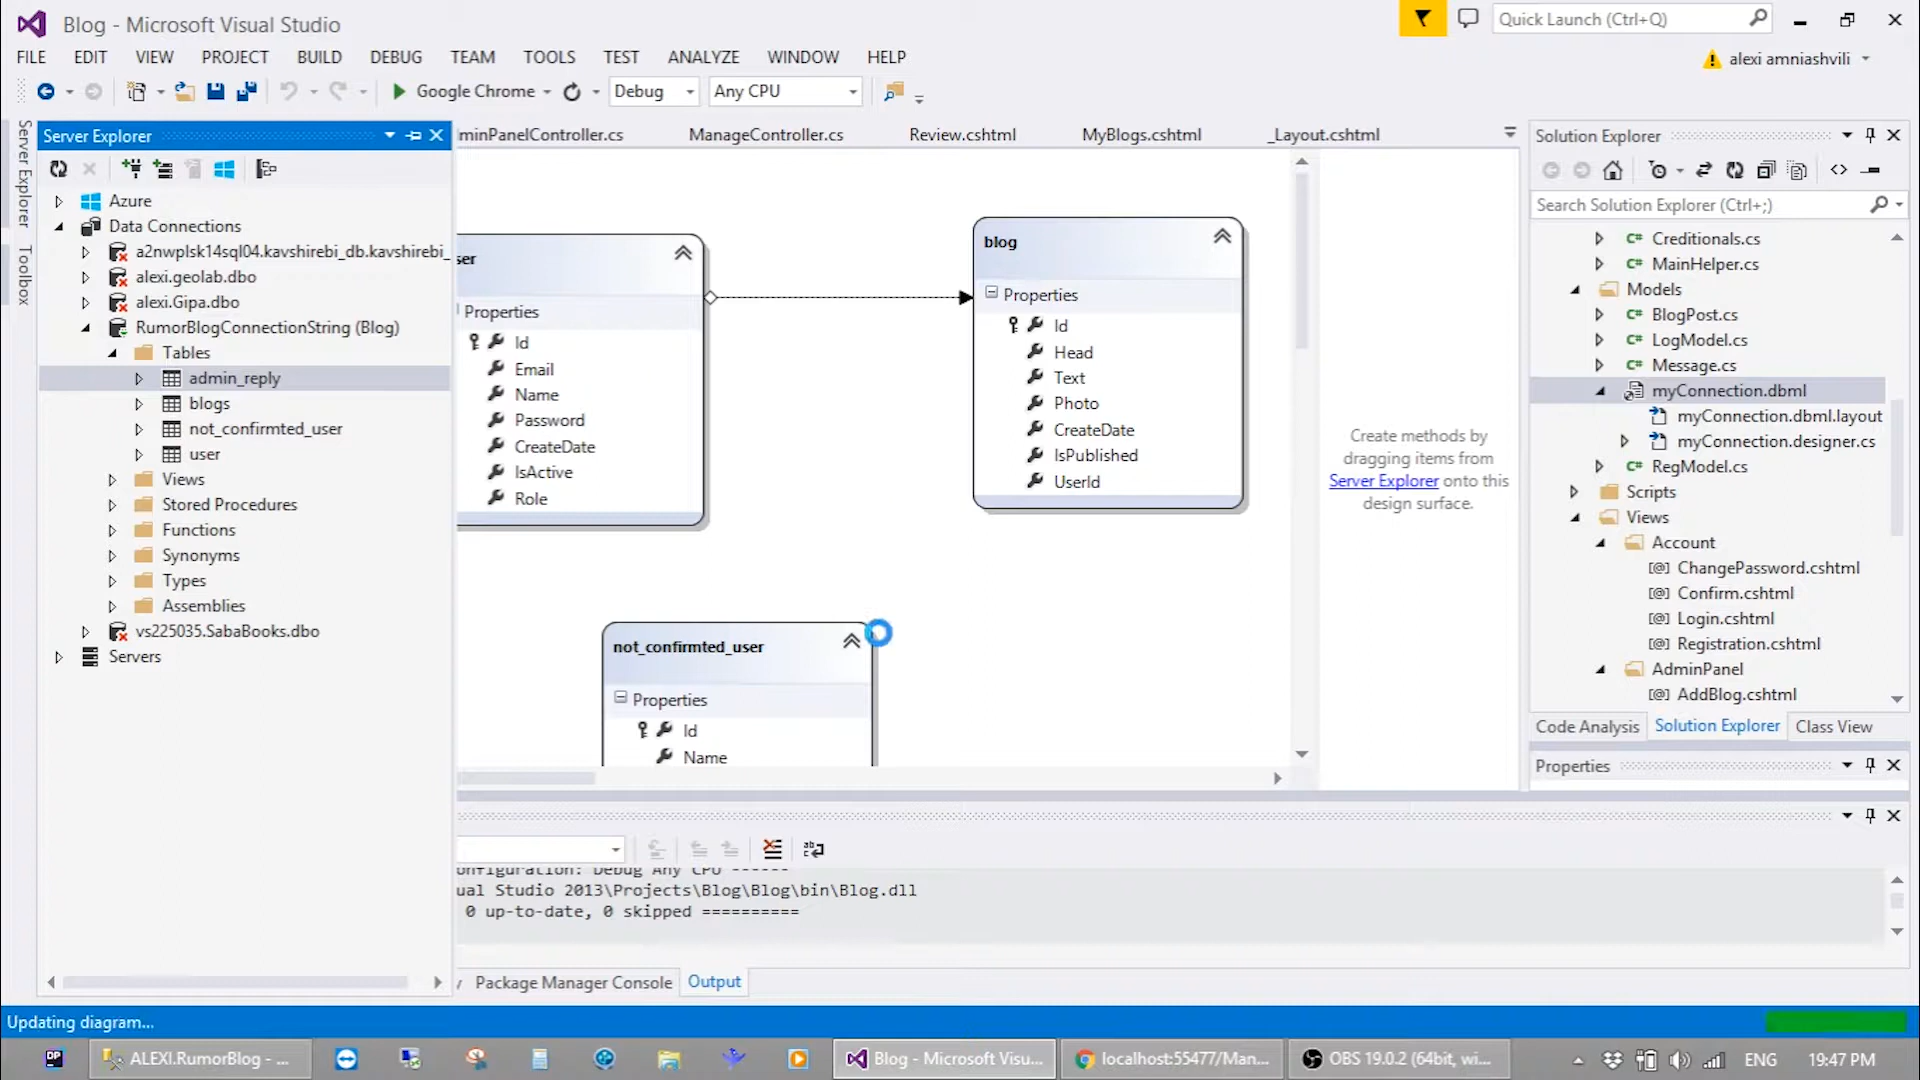 Blog - Microsoft Visual Studio
Quick Launch (Ctrl+Q)
FILE EDIT VIEW PROJECT BUILD DEBUG TEAM TOOLS TEST ANALYZE WINDOW HELP
alexi amniashvili
Google Chrome Debug Any CPU
Server Explorer
Toolbox
Server Explorer
Azure
Data Connections
a2nwplsk14sql04.kavshirebi_db.kavshirebi_
alexi.geolab.dbo
alexi.Gipa.dbo
RumorBlogConnectionString (Blog)
Tables
admin_reply
blogs
not_confirmted_user
user
Views
Stored Procedures
Functions
Synonyms
Types
Assemblies
vs225035.SabaBooks.dbo
Servers
minPanelController.cs ManageController.cs Review.cshtml MyBlogs.cshtml _Layout.cshtml
ser
Properties
Id
Email
Name
Password
CreateDate
IsActive
Role
blog
Properties
Id
Head
Text
Photo
CreateDate
IsPublished
UserId
not_confirmted_user
Properties
Id
Name
Create methods by
dragging items from
Server Explorer onto this
design surface.
Solution Explorer
Search Solution Explorer (Ctrl+;)
Creditionals.cs
MainHelper.cs
Models
BlogPost.cs
LogModel.cs
Message.cs
myConnection.dbml
myConnection.dbml.layout
myConnection.designer.cs
RegModel.cs
Scripts
Views
Account
ChangePassword.cshtml
Confirm.cshtml
Login.cshtml
Registration.cshtml
AdminPanel
AddBlog.cshtml
Code Analysis Solution Explorer Class View
Properties
onfiguration: Debug Any CPU ------
ual Studio 2013\Projects\Blog\Blog\bin\Blog.dll
0 up-to-date, 0 skipped ==========
Package Manager Console Output
Updating diagram...
DP ALEXI.RumorBlog - ... Blog - Microsoft Visu... localhost:55477/Man... OBS 19.0.2 (64bit, wi... ENG 19:47 PM